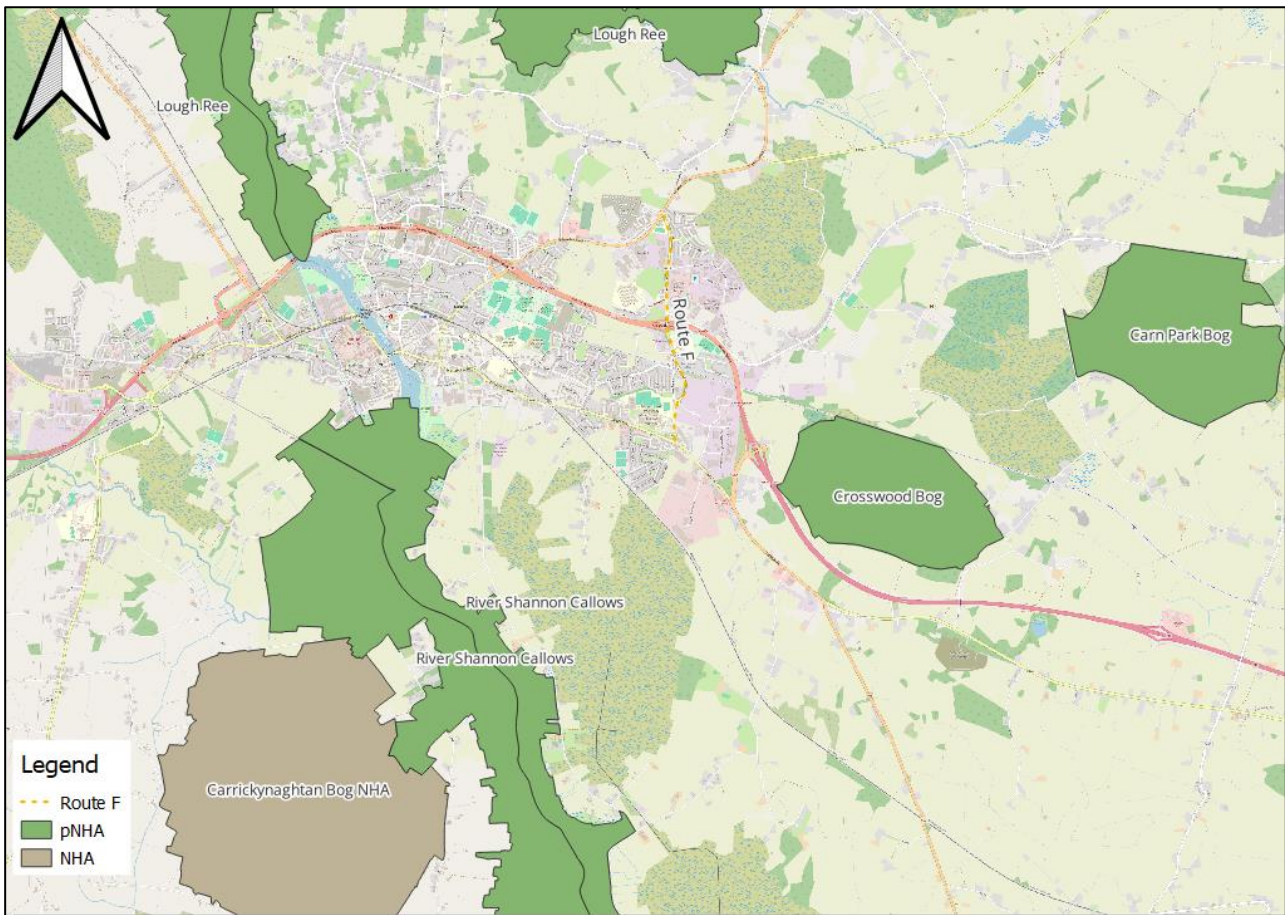 Lough Ree
Lough Ree
Route F
Carn Park Bog
Crosswood Bog
River Shannon Callows
River Shannon Callows
Carrickynaghtan Bog NHA
Legend
Route F
pNHA
NHA